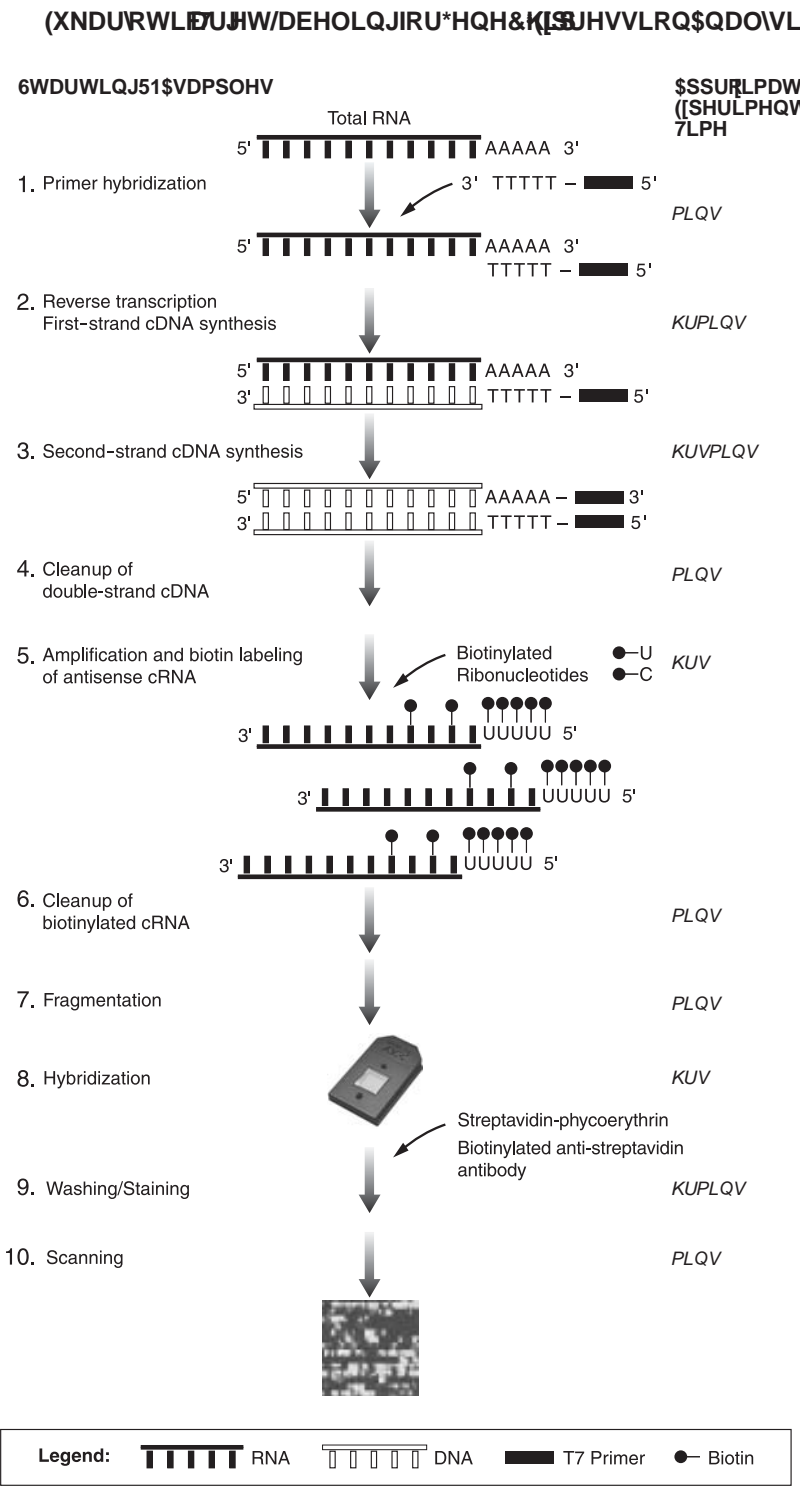 6WDUWLQJ51$VDPSOHV
([SHULPHQW
7LPH
Total RNA
5' AAAAA 3'
1. Primer hybridization
3' TTTTT – 5'
PLQV
5' AAAAA 3'
TTTTT – 5'
2. Reverse transcription
First–strand cDNA synthesis
KUPLQV
5' AAAAA 3'
3' TTTTT – 5'
3. Second–strand cDNA synthesis
KUVPLQV
5' AAAAA – 3'
3' TTTTT – 5'
4. Cleanup of
double-strand cDNA
PLQV
5. Amplification and biotin labeling
of antisense cRNA
Biotinylated
Ribonucleotides
U
C
KUV
3' UUUUU 5'
3' UUUUU 5'
3' UUUUU 5'
6. Cleanup of
biotinylated cRNA
PLQV
7. Fragmentation
PLQV
8. Hybridization
KUV
Streptavidin-phycoerythrin
Biotinylated anti-streptavidin
antibody
9. Washing/Staining
KUPLQV
10. Scanning
PLQV
Legend: RNA DNA T7 Primer Biotin